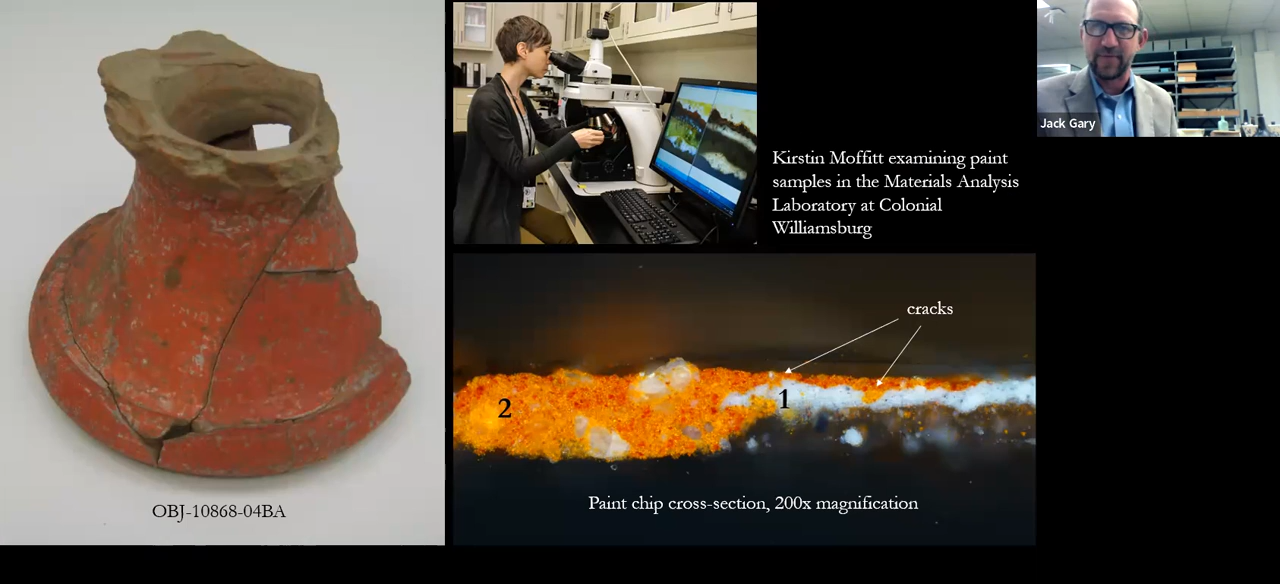 OBJ-10868-04BA
Kirstin Moffitt examining paint
samples in the Materials Analysis
Laboratory at Colonial
Williamsburg
Jack Gary
cracks
1
2
Paint chip cross-section, 200x magnification